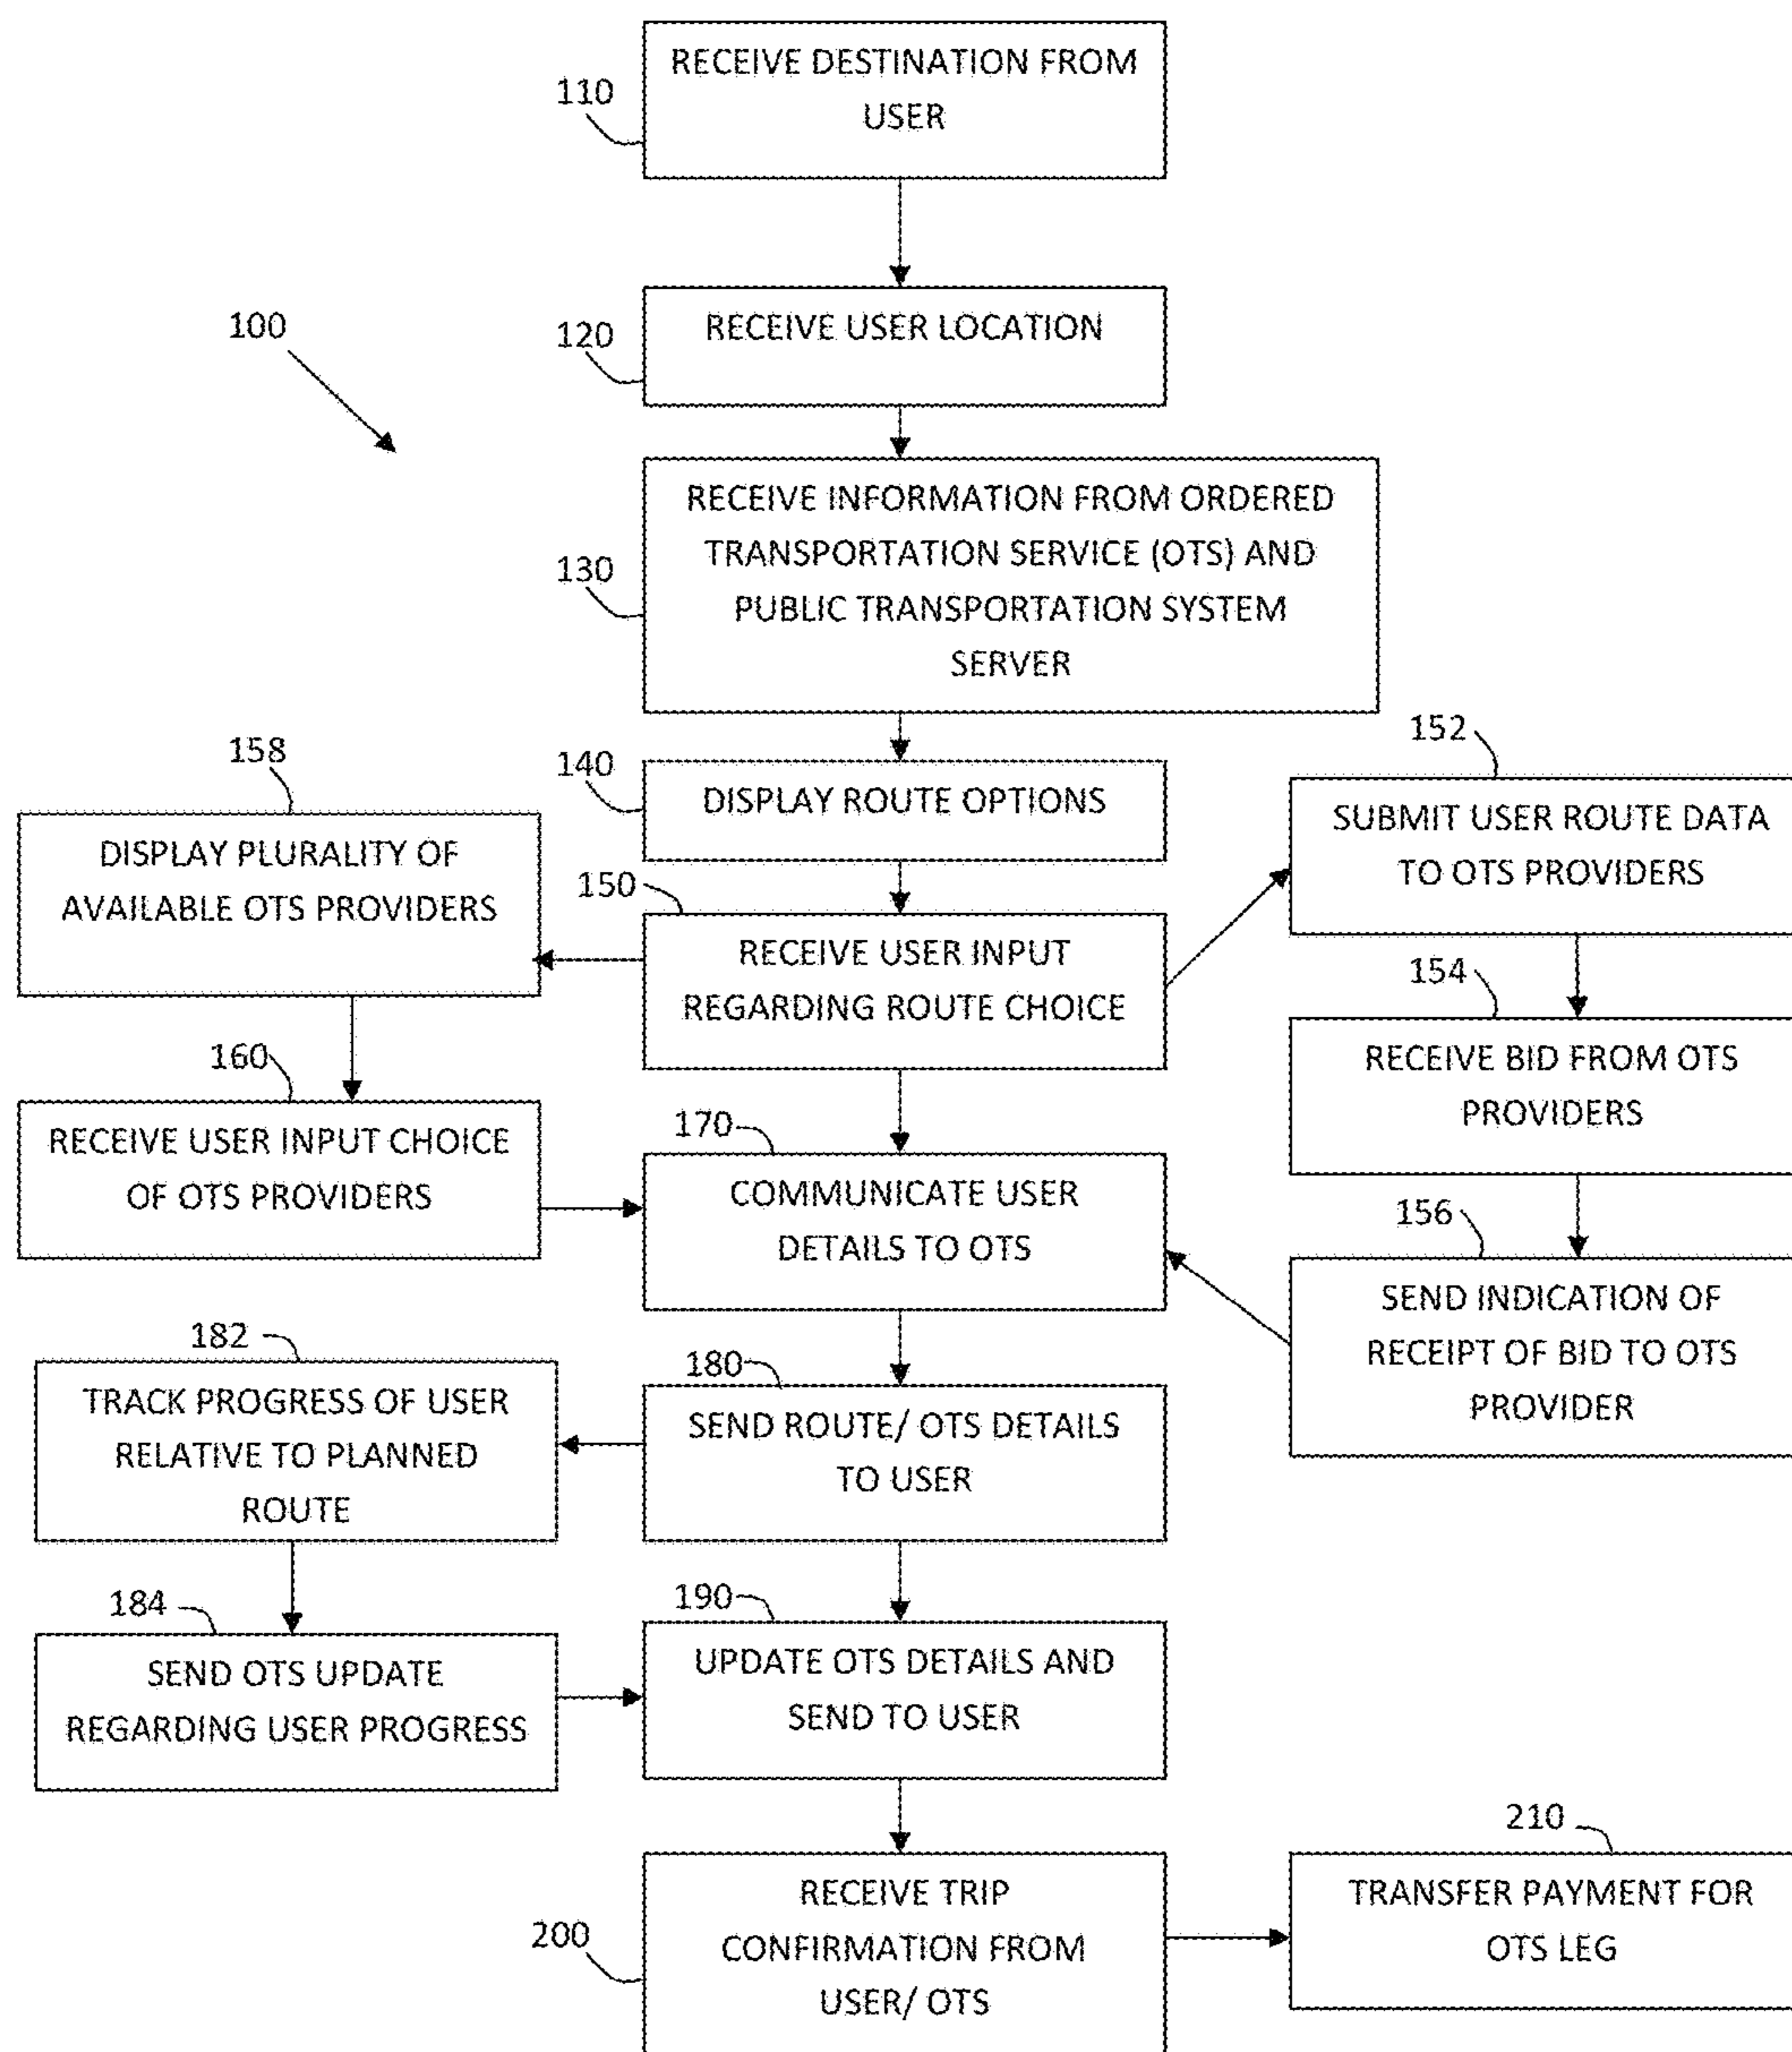 RECEIVE DESTINATION FROM
USER
110
RECEIVE USER LOCATION
120
100
RECEIVE INFORMATION FROM ORDERED
TRANSPORTATION SERVICE (OTS) AND
PUBLIC TRANSPORTATION SYSTEM
SERVER
130
140
DISPLAY ROUTE OPTIONS
158
DISPLAY PLURALITY OF
AVAILABLE OTS PROVIDERS
150
RECEIVE USER INPUT
REGARDING ROUTE CHOICE
152
SUBMIT USER ROUTE DATA
TO OTS PROVIDERS
154
RECEIVE BID FROM OTS
PROVIDERS
160
RECEIVE USER INPUT CHOICE
OF OTS PROVIDERS
170
COMMUNICATE USER
DETAILS TO OTS
156
SEND INDICATION OF
RECEIPT OF BID TO OTS
PROVIDER
182
TRACK PROGRESS OF USER
RELATIVE TO PLANNED
ROUTE
180
SEND ROUTE/ OTS DETAILS
TO USER
184
SEND OTS UPDATE
REGARDING USER PROGRESS
190
UPDATE OTS DETAILS AND
SEND TO USER
200
RECEIVE TRIP
CONFIRMATION FROM
USER/ OTS
210
TRANSFER PAYMENT FOR
OTS LEG